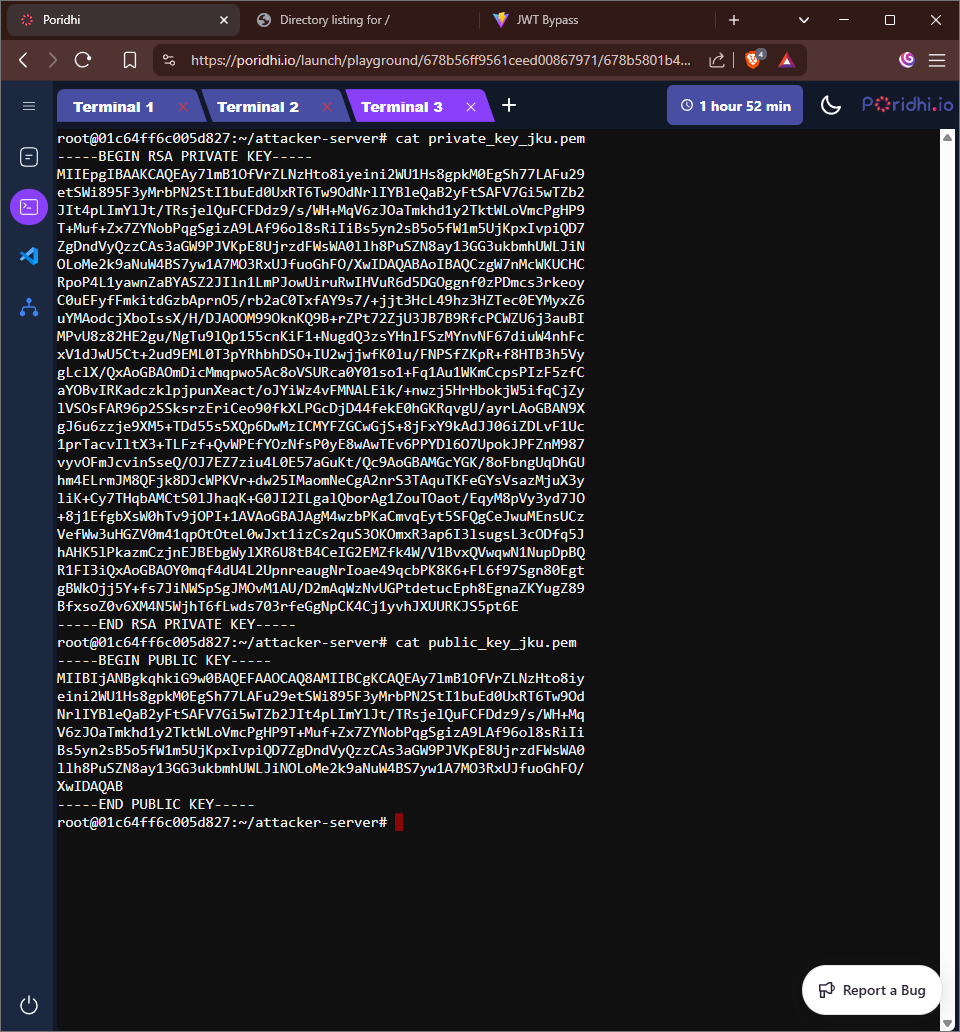 Poridhi
Directory listing for /
JWT Bypass
https://poridhi.io/launch/playground/678b56ff9561ceed00867971/678b5801b4...
4
Terminal 1
Terminal 2
Terminal 3
1 hour 52 min
Poridhi.io
root@01c64ff6c005d827:~/attacker-server# cat private_key_jku.pem
-----BEGIN RSA PRIVATE KEY-----
MIIEpgIBAAKCAQEAy7lmB1OfVrZLNzHto8iyeini2WU1Hs8gpkM0EgSh77LAFu29
etSWi895F3yMrbPN2StI1buEd0UxRT6Tw9OdNrlIYBleQaB2yFtSAFV7Gi5wTZb2
JIt4pLImYlJt/TRsjelQuFCFDdz9/s/WH+MqV6zJOaTmkhd1y2TktWLoVmcPgHP9
T+Muf+Zx7ZYNobPqgSgizA9LAf96ol8sRiIiBs5yn2sB5o5fW1m5UjKpxIvpiQD7
ZgDndVyQzzCAs3aGW9PJVKpE8UjrzdFWsWA0llh8PuSZN8ay13GG3ukbmhUWLJiN
OLoMe2k9aNuW4BS7yw1A7MO3RxUJfuoGhFO/XwIDAQABAoIBAQCzgW7nMcWKUCHC
RpoP4L1yawnZaBYASZ2JIln1LmPJowUiruRwIHVuR6d5DGOggnf0zPDmcs3rkeoy
C0uEFyfFmkitdGzbAprnO5/rb2aC0TxfAY9s7/+jjt3HcL49hz3HZTec0EYMyxZ6
uYMAodcjXboIssX/H/DJAOOM99OknKQ9B+rZPt72ZjU3JB7B9RfcPCWZU6j3auBI
MPvU8z82HE2gu/NgTu9lQp155cnKiF1+NugdQ3zsYHnlFSzMYnvNF67diuW4nhFc
xV1dJwU5Ct+2ud9EML0T3pYRhbhDSO+IU2wjjwfK0lu/FNPSfZKpR+f8HTB3h5Vy
gLclX/QxAoGBAOmDicMmqpwo5Ac8oVSURca0Y01so1+Fq1Au1WKmCcpsPIzF5zfC
aYOBvIRKadczklpjpunXeact/oJYiWz4vFMNALEik/+nwzj5HrHbokjW5ifqCjZy
lVSOsFAR96p2SSksrzEriCeo90fkXLPGcDjD44fekE0hGKRqvgU/ayrLAoGBAN9X
gJ6u6zzje9XM5+TDd55s5XQp6DwMzICMYFZGCwGjS+8jFxY9kAdJJ06iZDLvF1Uc
1prTacvIltX3+TLFzf+QvWPEfYOzNfsP0yE8wAwTEv6PPYDl6O7UpokJPFZnM987
vyvOFmJcvinSseQ/OJ7EZ7ziu4L0E57aGuKt/Qc9AoGBAMGcYGK/8oFbngUqDhGU
hm4ELrmJM8QFjk8DJcWPKVr+dw25IMaomNeCgA2nrS3TAquTKFeGYsVsazMjuX3y
liK+Cy7THqbAMCtS0lJhaqK+G0JI2ILgalQborAg1ZouTOaot/EqyM8pVy3yd7JO
+8j1EfgbXsW0hTv9jOPI+1AVAoGBAJAgM4wzbPKaCmvqEyt5SFQgCeJwuMEnsUCz
VefWw3uHGZV0m41qpOtOteL0wJxt1izCs2quS3OKOmxR3ap6I3lsugsL3cODfq5J
hAHK5lPkazmCzjnEJBEbgWylXR6U8tB4CeIG2EMZfk4W/V1BvxQVwqwN1NupDpBQ
R1FI3iQxAoGBAOY0mqf4dU4L2UpnreaugNrIoae49qcbPK8K6+FL6f97Sgn80Egt
gBWkOjj5Y+fs7JiNWSpSgJMOvM1AU/D2mAqWzNvUGPtdetucEph8EgnaZKYugZ89
BfxsoZ0v6XM4N5WjhT6fLwds703rfeGgNpCK4Cj1yvhJXUURKJS5pt6E
-----END RSA PRIVATE KEY-----
root@01c64ff6c005d827:~/attacker-server# cat public_key_jku.pem
-----BEGIN PUBLIC KEY-----
MIIBIjANBgkqhkiG9w0BAQEFAAOCAQ8AMIIBCgKCAQEAy7lmB1OfVrZLNzHto8iy
eini2WU1Hs8gpkM0EgSh77LAFu29etSWi895F3yMrbPN2StI1buEd0UxRT6Tw9Od
NrlIYBleQaB2yFtSAFV7Gi5wTZb2JIt4pLImYlJt/TRsjelQuFCFDdz9/s/WH+Mq
V6zJOaTmkhd1y2TktWLoVmcPgHP9T+Muf+Zx7ZYNobPqgSgizA9LAf96ol8sRiIi
Bs5yn2sB5o5fW1m5UjKpxIvpiQD7ZgDndVyQzzCAs3aGW9PJVKpE8UjrzdFWsWA0
llh8PuSZN8ay13GG3ukbmhUWLJiNOLoMe2k9aNuW4BS7yw1A7MO3RxUJfuoGhFO/
XwIDAQAB
-----END PUBLIC KEY-----
root@01c64ff6c005d827:~/attacker-server#
Report a Bug